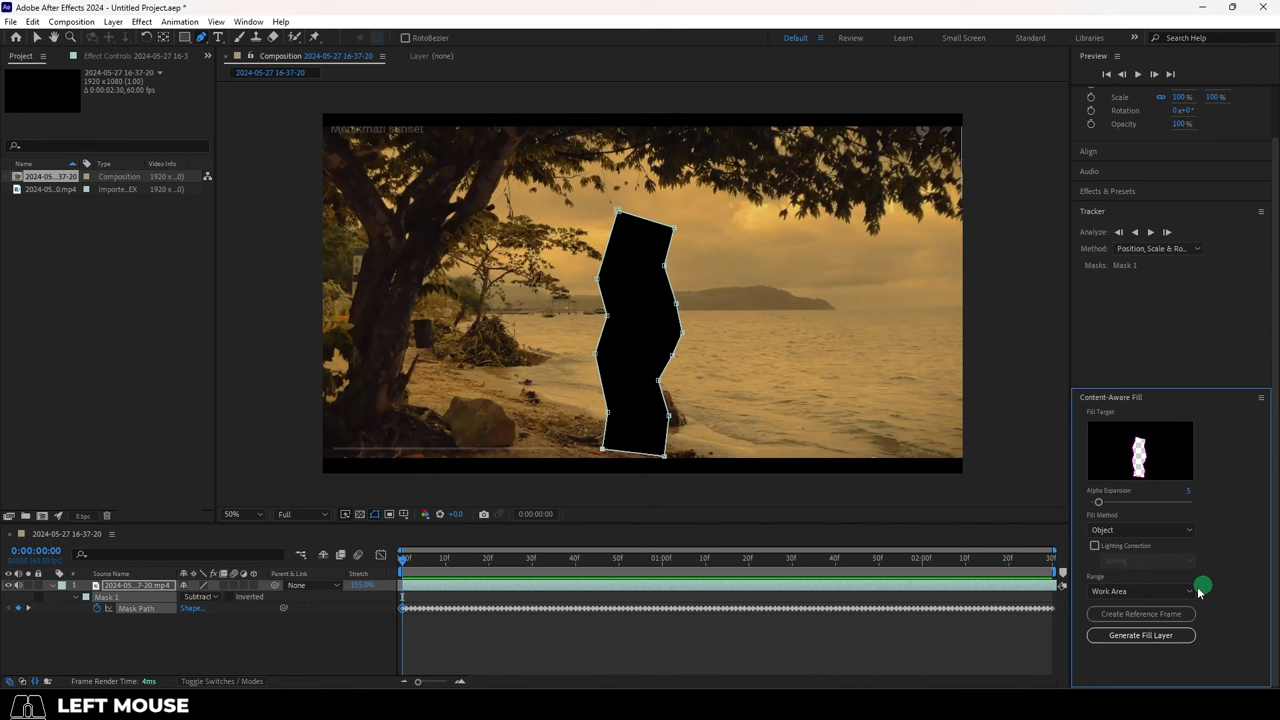 Adobe After Effects 2024 - Untitled Project.aep *
File Edit Composition Layer Effect Animation View Window Help
RotoBezier
Default Review Learn Small Screen Standard Libraries Search Help
Project Effect Controls 2024-05-27 16-3
Composition 2024-05-27 16-37-20 Layer (none)
Preview
2024-05-27 16-37-20
1920 x 1080 (1.00)
Δ 0:00:02:30, 60.00 fps
2024-05-27 16-37-20
Menikmati sunset
Scale 100 % 100 %
Rotation 0 x+0 °
Opacity 100 %
Align
Audio
Effects & Presets
Name Type Video Info
2024-05...37-20 Composition 1920 x ...0)
2024-05...0.mp4 Importe...EX 1920 x ...0)
Tracker
Analyze:
Method: Position, Scale & Ro...
Masks: Mask 1
Content-Aware Fill
Fill Target
Alpha Expansion 5
Fill Method
Object
Lighting Correction
Strong
Range
Work Area
Create Reference Frame
Generate Fill Layer
8 bpc
50% Full +0.0 0:00:00:00
2024-05-27 16-37-20
0:00:00:00
00000 (60.00 fps)
10f 20f 30f 40f 50f 01:00f 10f 20f 30f 40f 50f 02:00f 10f 20f 30f
# Source Name Parent & Link Stretch
1 2024-05...7-20.mp4 None 155.0%
Mask 1 Subtract Inverted
Mask Path Shape...
Frame Render Time: 4ms Toggle Switches / Modes
LEFT MOUSE